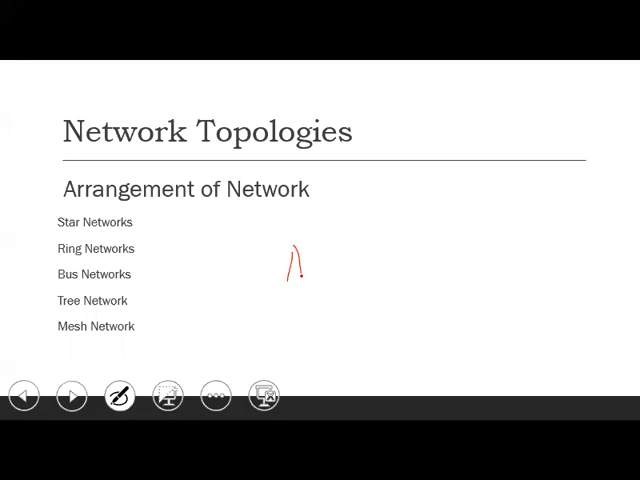 Network Topologies
Arrangement of Network
Star Networks
Ring Networks
Bus Networks
Tree Network
Mesh Network